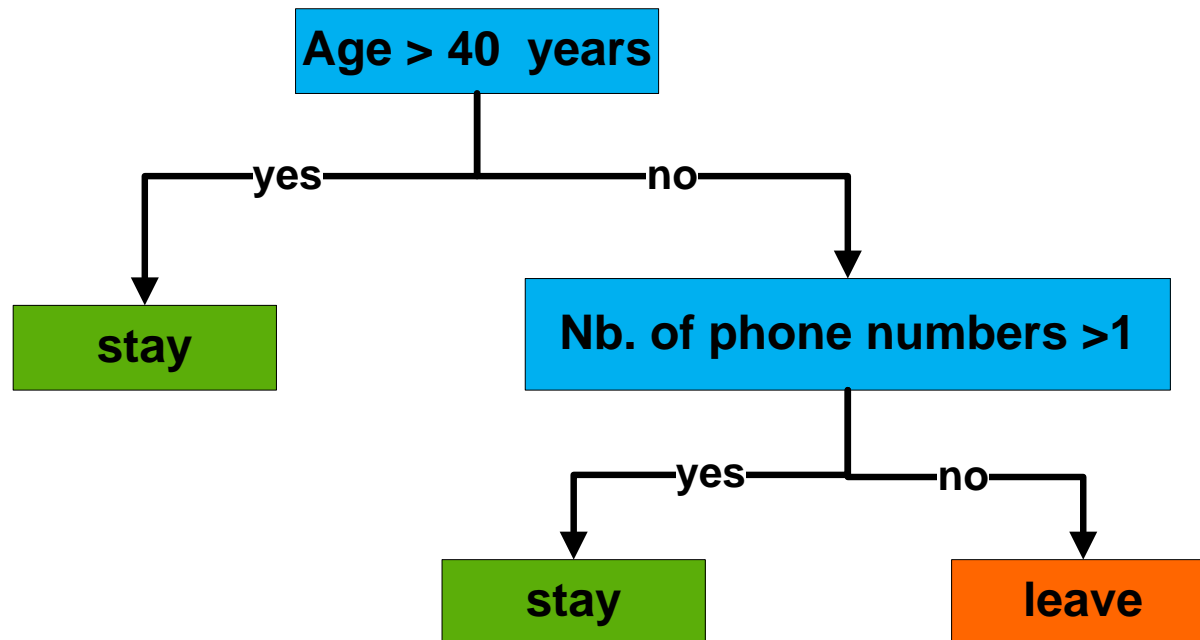 Age > 40 years
yes
no
stay
Nb. of phone numbers >1
yes
no
stay
leave